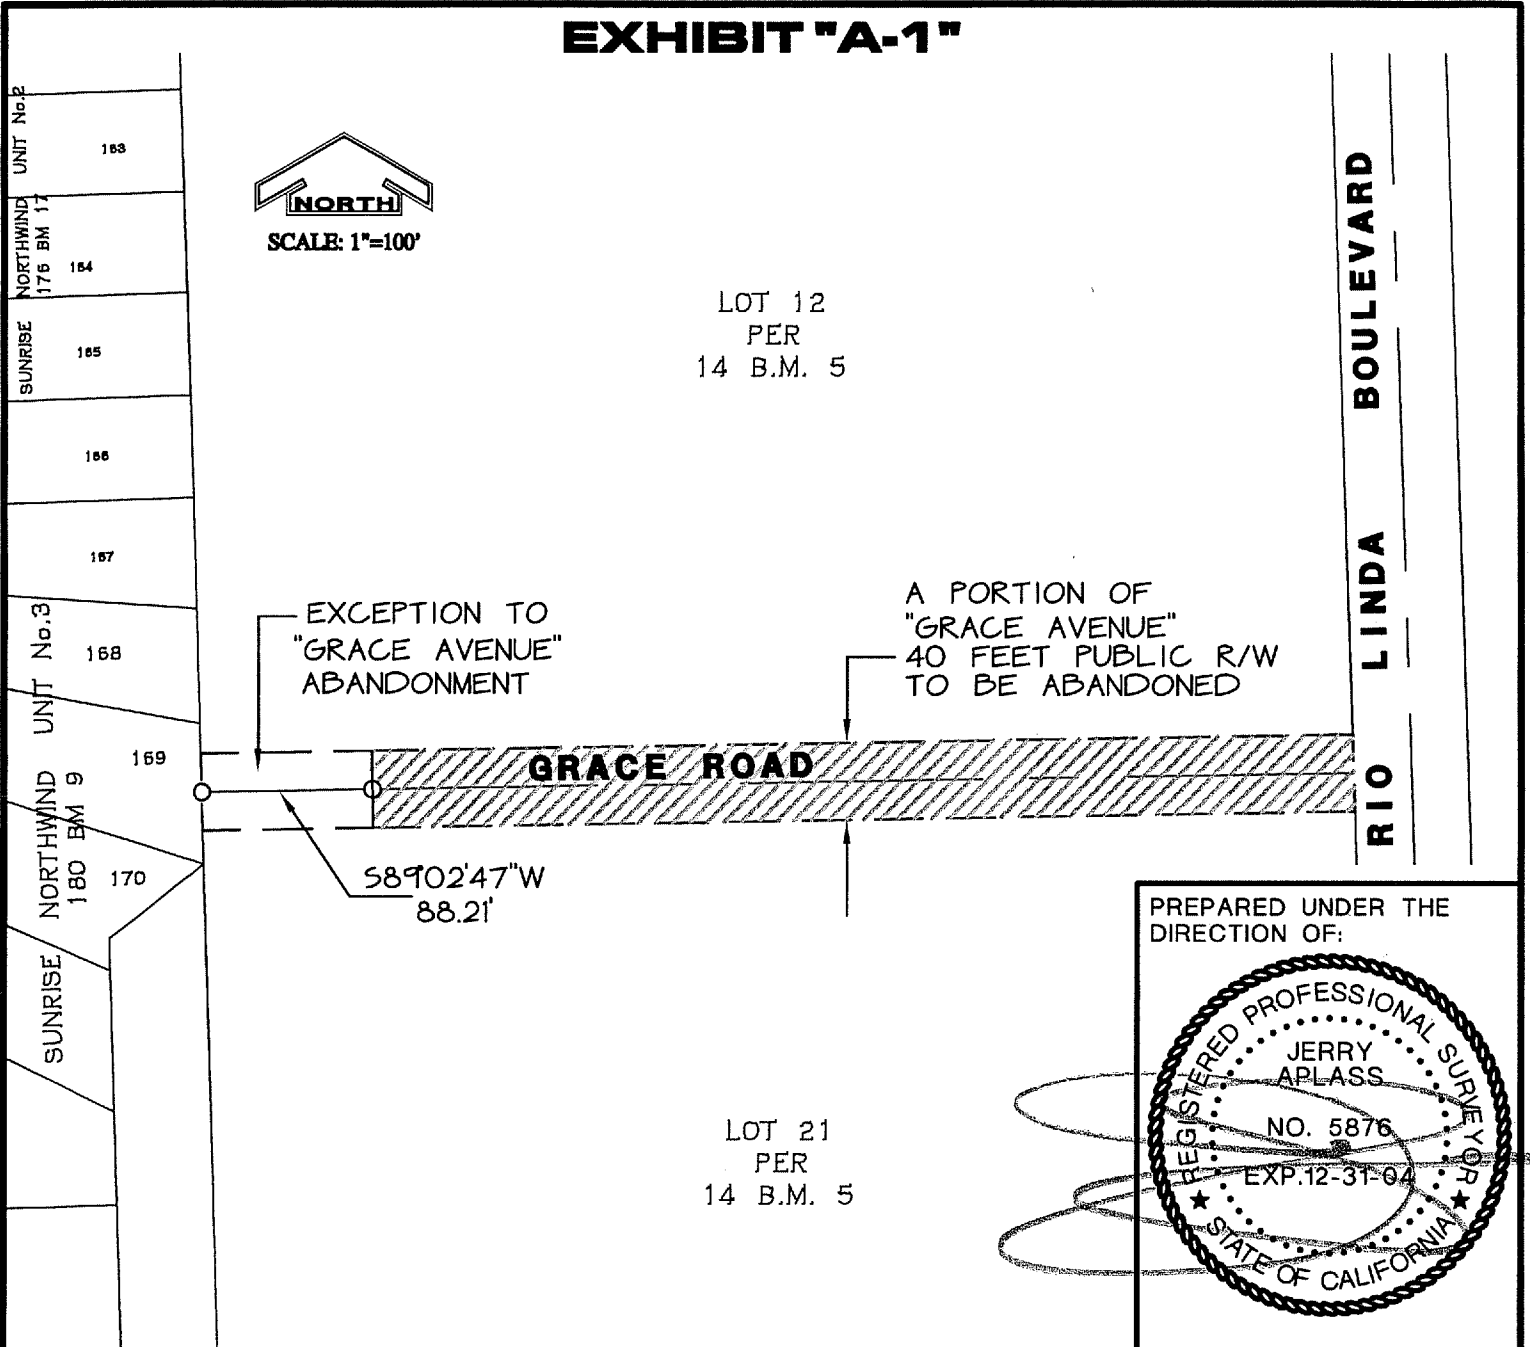 EXHIBIT "A-1"
SUNRISE NORTHWIND UNIT No.2
176 BM 17
163
164
165
166
167
168
169
170
NORTH
SCALE: 1"=100'
LOT 12
PER
14 B.M. 5
RIO LINDA BOULEVARD
EXCEPTION TO
"GRACE AVENUE"
ABANDONMENT
A PORTION OF
"GRACE AVENUE"
40 FEET PUBLIC R/W
TO BE ABANDONED
GRACE ROAD
SUNRISE NORTHWIND UNIT No.3
180 BM 9
S89°02'47"W
88.21'
LOT 21
PER
14 B.M. 5
PREPARED UNDER THE
DIRECTION OF:
REGISTERED PROFESSIONAL SURVEYOR
JERRY
APLASS
NO. 5876
EXP.12-31-04
STATE OF CALIFORNIA